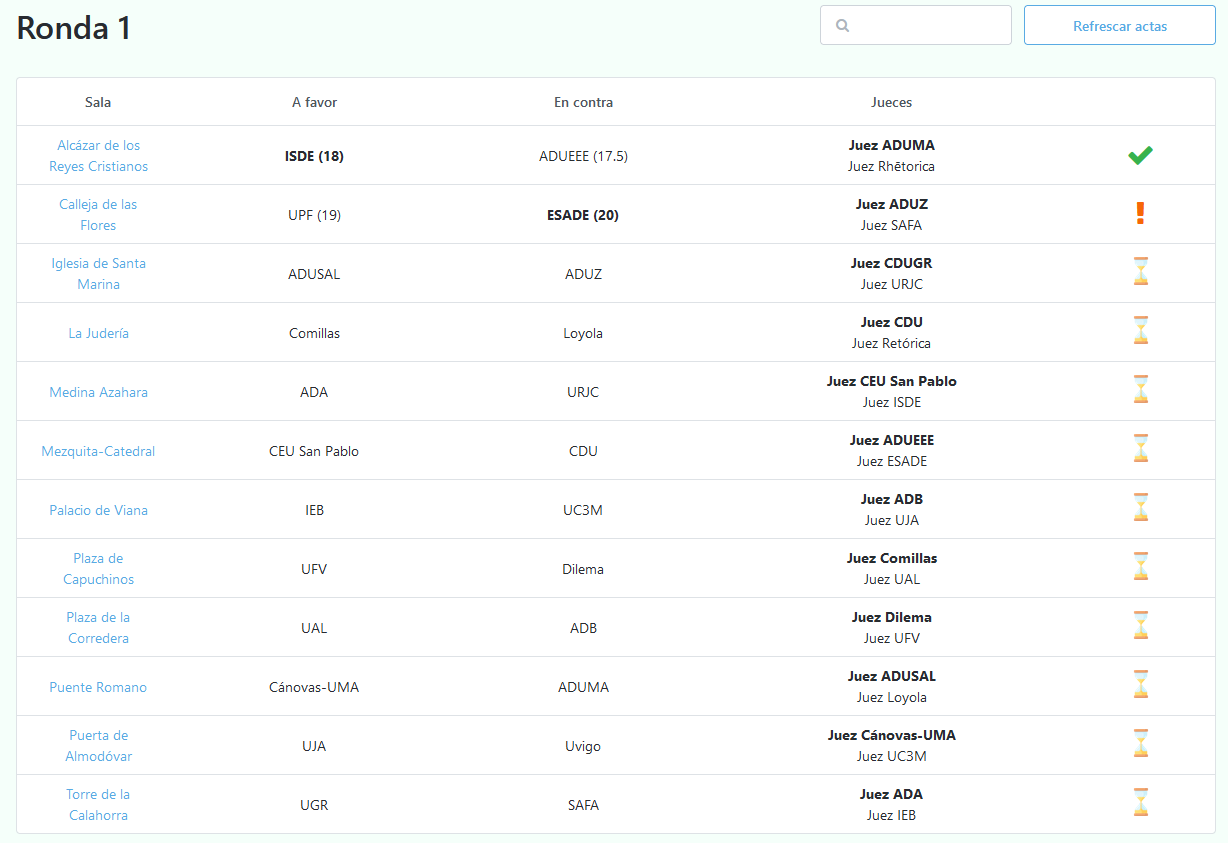 Ronda 1
Refrescar actas
Sala A favor En contra Jueces
Alcázar de los
Reyes Cristianos
ISDE (18)
ADUEEE (17.5)
Juez ADUMA
Juez Rhētorica
Calleja de las
Flores
UPF (19)
ESADE (20)
Juez ADUZ
Juez SAFA
Iglesia de Santa
Marina
ADUSAL
ADUZ
Juez CDUGR
Juez URJC
La Judería
Comillas
Loyola
Juez CDU
Juez Retórica
Medina Azahara
ADA
URJC
Juez CEU San Pablo
Juez ISDE
Mezquita-Catedral
CEU San Pablo
CDU
Juez ADUEEE
Juez ESADE
Palacio de Viana
IEB
UC3M
Juez ADB
Juez UJA
Plaza de
Capuchinos
UFV
Dilema
Juez Comillas
Juez UAL
Plaza de la
Corredera
UAL
ADB
Juez Dilema
Juez UFV
Puente Romano
Cánovas-UMA
ADUMA
Juez ADUSAL
Juez Loyola
Puerta de
Almodóvar
UJA
Uvigo
Juez Cánovas-UMA
Juez UC3M
Torre de la
Calahorra
UGR
SAFA
Juez ADA
Juez IEB